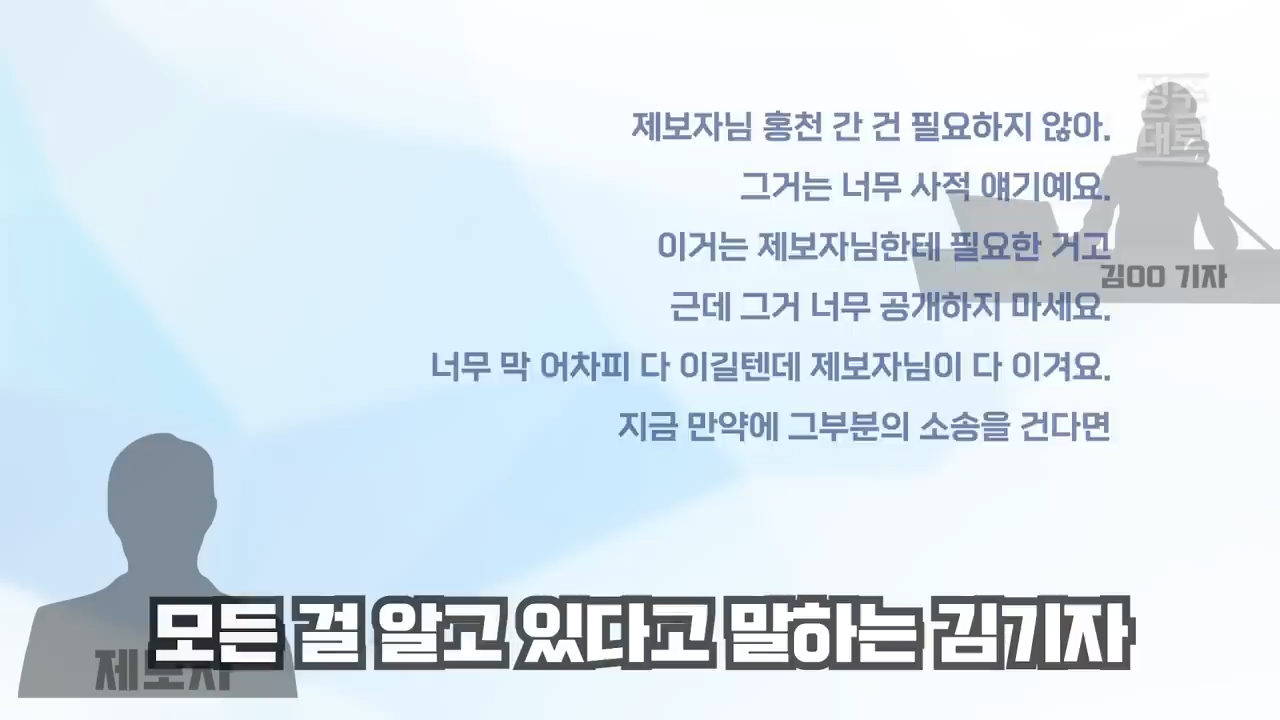 제보자님 홍천 간 건 필요하지 않아.
그거는 너무 사적 얘기예요.
이거는 제보자님한테 필요한 거고
근데 그거 너무 공개하지 마세요.
너무 막 어차피 다 이길텐데 제보자님이 다 이겨요.
지금 만약에 그부분의 소송을 건다면
정주
대로
김OO 기자
제보자
모든 걸 알고 있다고 말하는 김기자